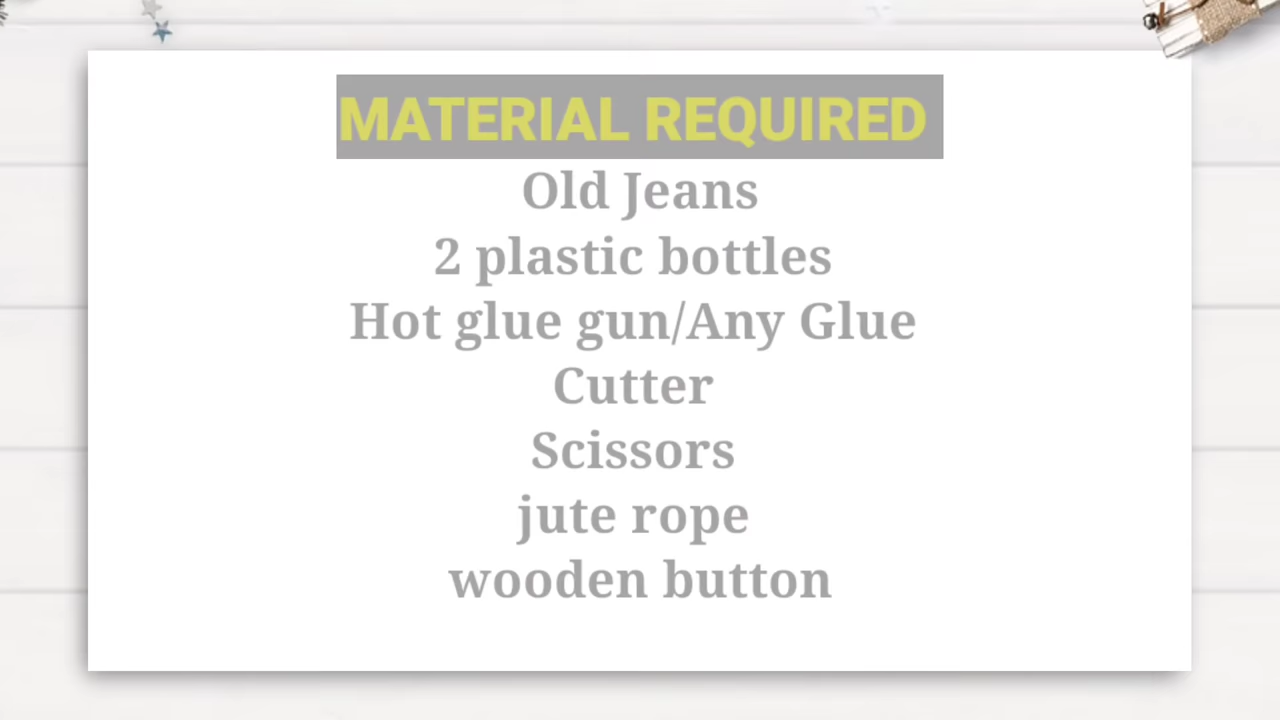 MATERIAL REQUIRED
Old Jeans
2 plastic bottles
Hot glue gun/Any Glue
Cutter
Scissors
jute rope
wooden button